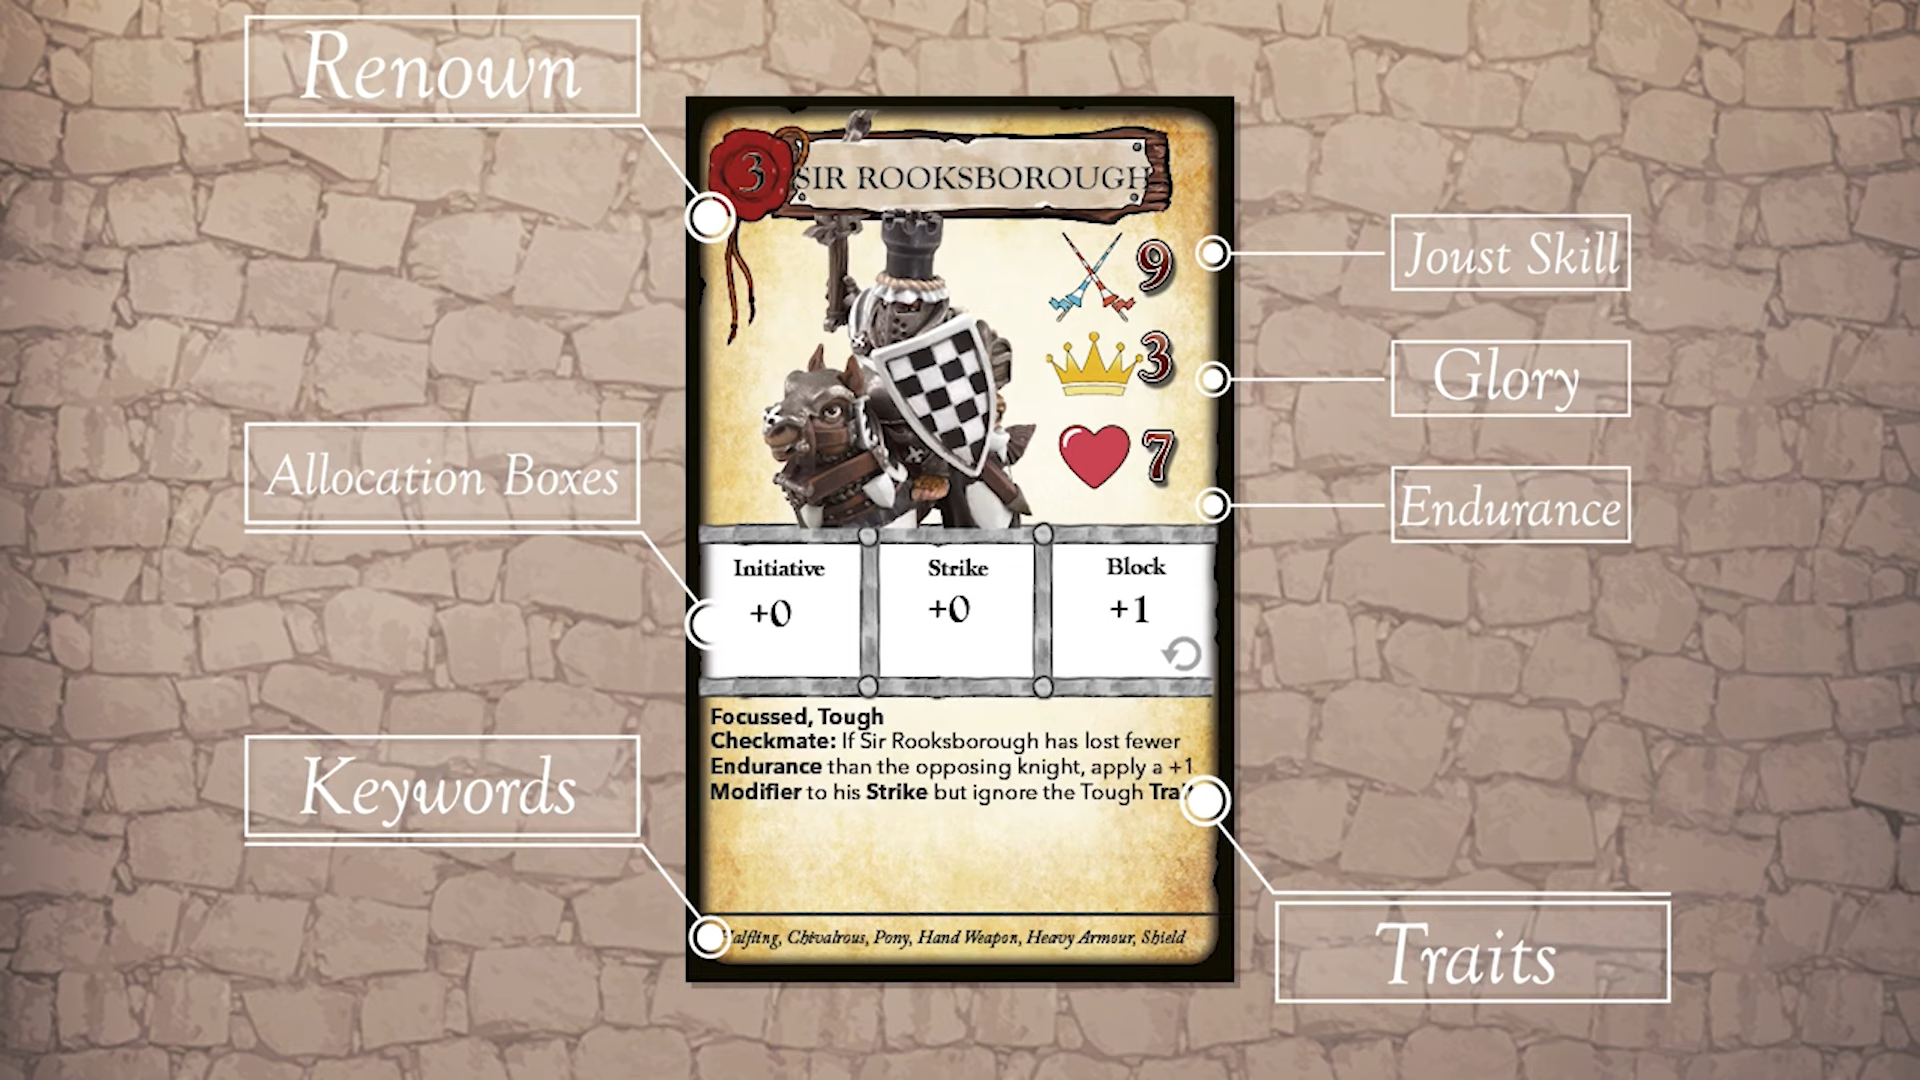 Renown
3
SIR ROOKSBOROUGH
9
Joust Skill
3
Glory
7
Endurance
Allocation Boxes
Initiative
+0
Strike
+0
Block
+1
Focussed, Tough
Checkmate: If Sir Rooksborough has lost fewer
Endurance than the opposing knight, apply a +1
Modifier to his Strike but ignore the Tough
Keywords
Chivalrous, Pony, Hand Weapon, Heavy Armour, Shield
Traits